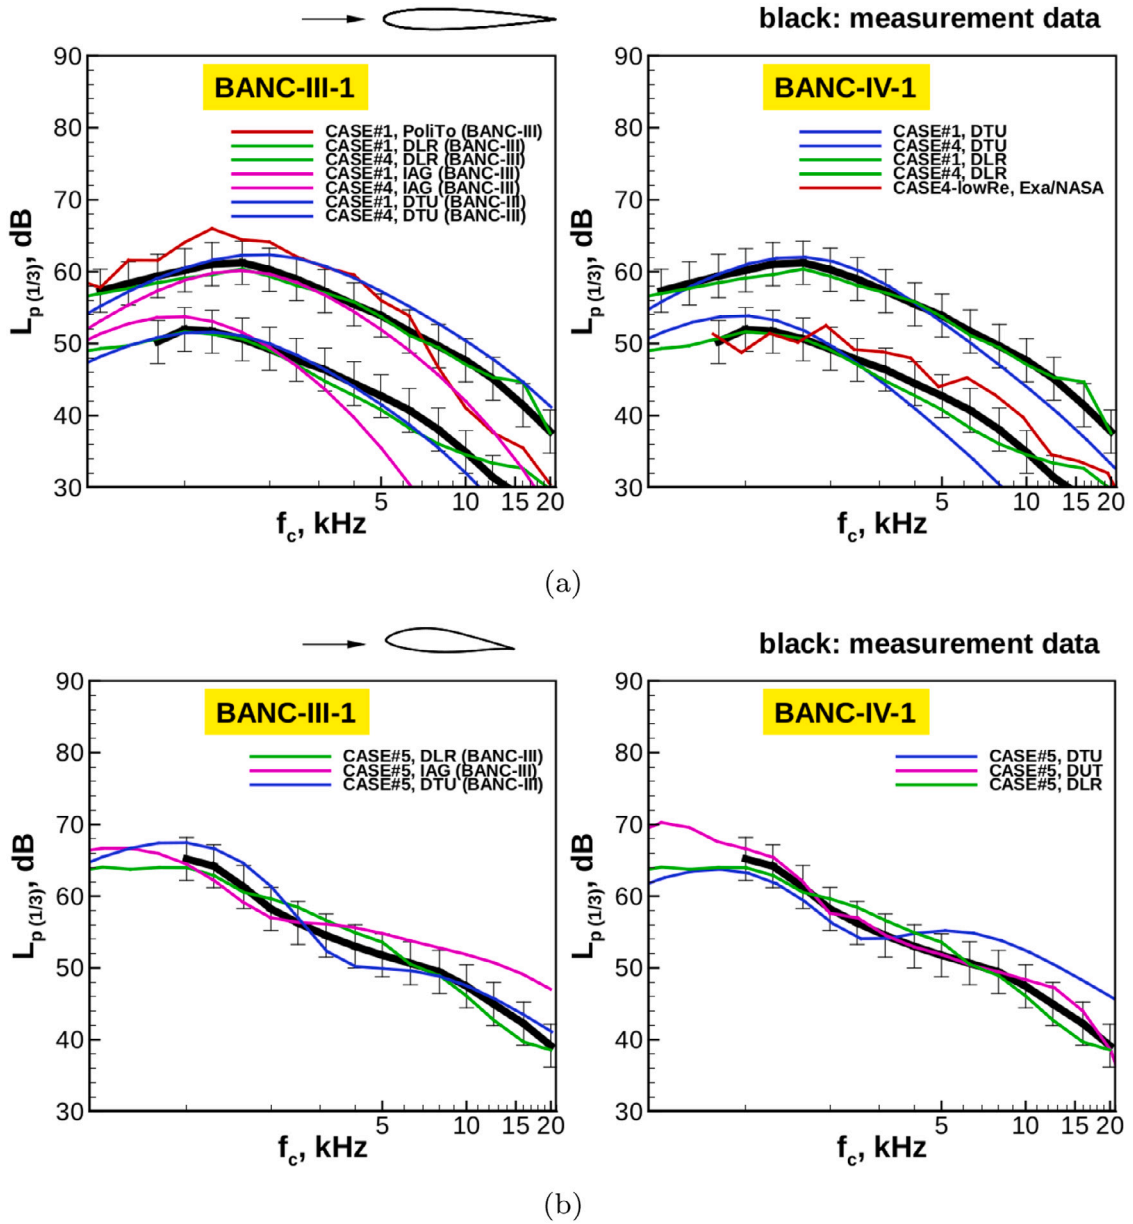 black: measurement data
BANC-III-1
CASE#1, PoliTo (BANC-III)
CASE#1, DLR (BANC-III)
CASE#4, DLR (BANC-III)
CASE#1, IAG (BANC-III)
CASE#4, IAG (BANC-III)
CASE#1, DTU (BANC-III)
CASE#4, DTU (BANC-III)
90
80
70
60
50
40
30
Lp (1/3), dB
5 10 15 20
fc, kHz
BANC-IV-1
CASE#1, DTU
CASE#4, DTU
CASE#1, DLR
CASE#4, DLR
CASE4-lowRe, Exa/NASA
90
80
70
60
50
40
30
Lp (1/3), dB
5 10 15 20
fc, kHz
(a)
black: measurement data
BANC-III-1
CASE#5, DLR (BANC-III)
CASE#5, IAG (BANC-III)
CASE#5, DTU (BANC-III)
90
80
70
60
50
40
30
Lp (1/3), dB
5 10 15 20
fc, kHz
BANC-IV-1
CASE#5, DTU
CASE#5, DUT
CASE#5, DLR
90
80
70
60
50
40
30
Lp (1/3), dB
5 10 15 20
fc, kHz
(b)